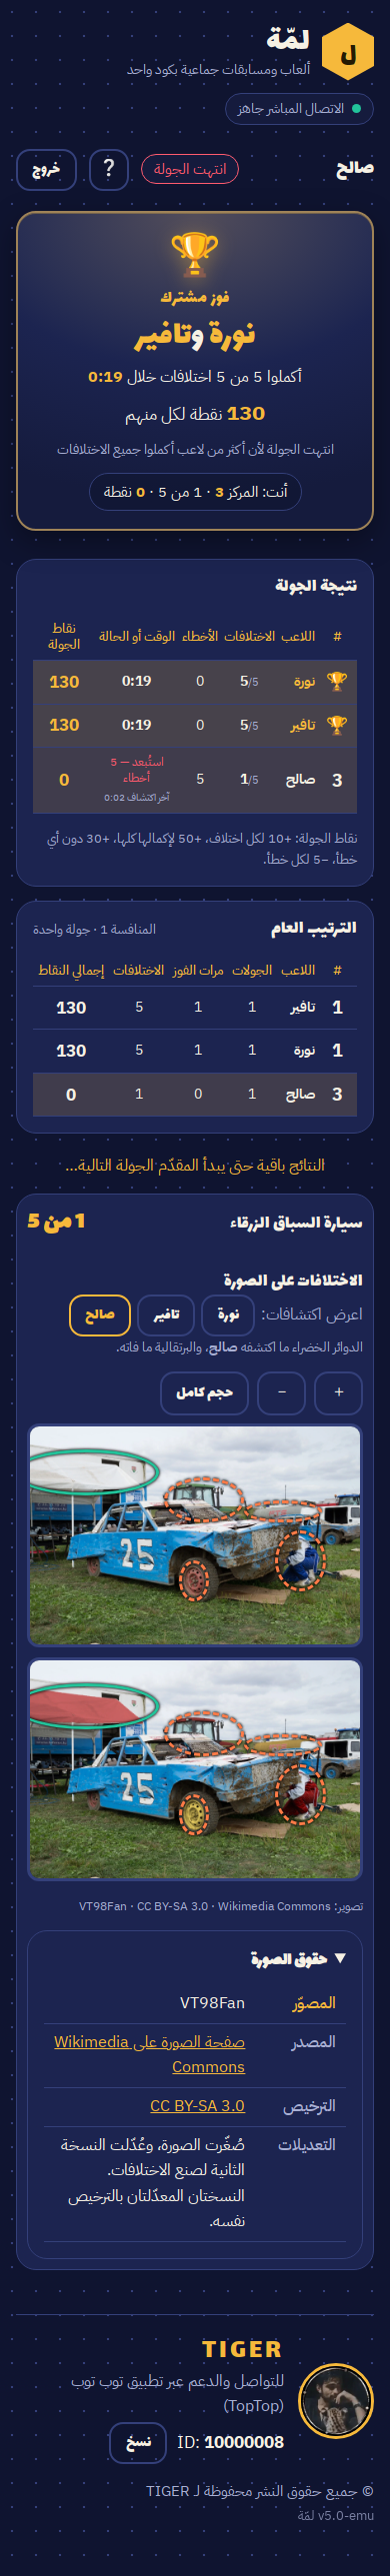 ل
لمّة
ألعاب ومسابقات جماعية بكود واحد
الاتصال المباشر جاهز
صالح
انتهت الجولة
?
خروج
فوز مشترك
نورة وتافير
أكملوا 5 من 5 اختلافات خلال 0:19
130 نقطة لكل منهم
انتهت الجولة لأن أكثر من لاعب أكملوا جميع الاختلافات
أنت: المركز 3 · 1 من 5 · 0 نقطة
نتيجة الجولة
# اللاعب الاختلافات الأخطاء الوقت أو الحالة نقاط الجولة
نورة 5/5 0 0:19 130
تافير 5/5 0 0:19 130
3 صالح 1/5 5 استُبعد — 5 أخطاء 0
آخر اكتشاف 0:02
نقاط الجولة: +10 لكل اختلاف، +50 لإكمالها كلها، +30 دون أي
خطأ، −5 لكل خطأ.
الترتيب العام
المنافسة 1 · جولة واحدة
# اللاعب الجولات مرات الفوز الاختلافات إجمالي النقاط
1 تافير 1 1 5 130
1 نورة 1 1 5 130
3 صالح 1 0 1 0
النتائج باقية حتى يبدأ المقدّم الجولة التالية...
سيارة السباق الزرقاء
1 من 5
الاختلافات على الصورة
اعرض اكتشافات: نورة تافير صالح
الدوائر الخضراء ما اكتشفه صالح، والبرتقالية ما فاته.
+ − حجم كامل
25
25
تصوير: VT98Fan · CC BY-SA 3.0 · Wikimedia Commons
▼ حقوق الصورة
المصوّر VT98Fan
المصدر صفحة الصورة على Wikimedia
Commons
الترخيص CC BY-SA 3.0
التعديلات صُغّرت الصورة، وعُدّلت النسخة
الثانية لصنع الاختلافات.
النسختان المعدّلتان بالترخيص
نفسه.
TIGER
للتواصل والدعم عبر تطبيق توب توب
(TopTop)
ID: 10000008 نسخ
© جميع حقوق النشر محفوظة لـ TIGER
لمّة v5.0-emu